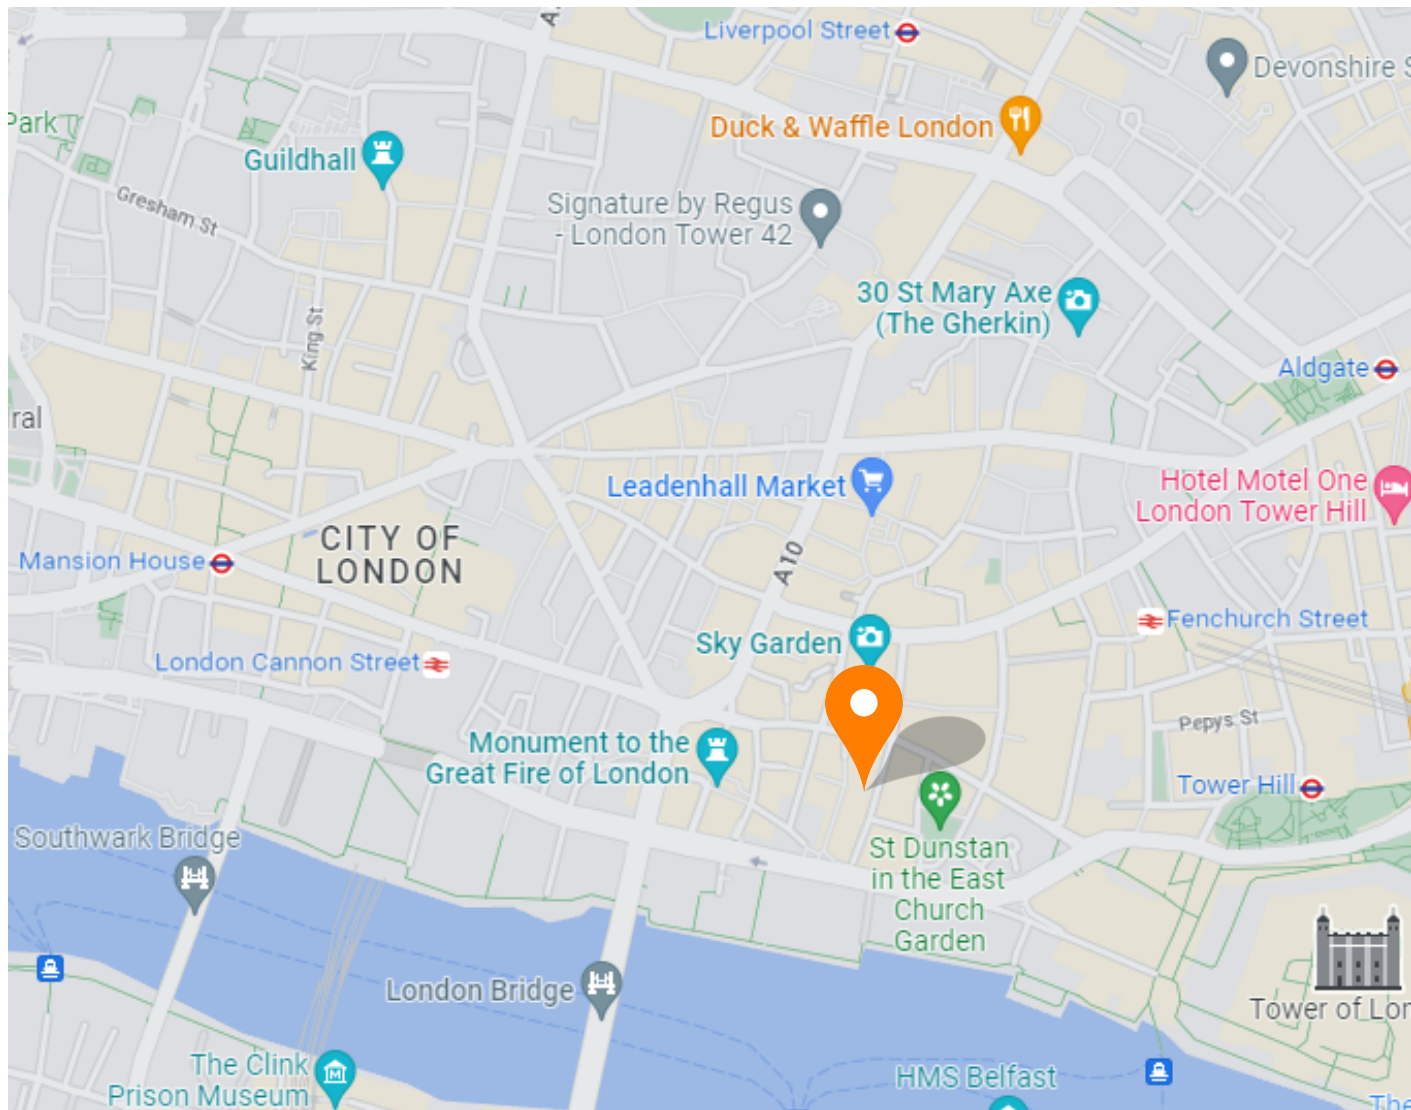 Liverpool Street
Devonshire S
Duck & Waffle London
Park
Guildhall
Gresham St
Signature by Regus
- London Tower 42
30 St Mary Axe
(The Gherkin)
King St
Aldgate
ral
Leadenhall Market
Hotel Motel One
London Tower Hill
CITY OF
LONDON
A10
Mansion House
Fenchurch Street
Sky Garden
London Cannon Street
Pepys St
Monument to the
Great Fire of London
Tower Hill
Southwark Bridge
St Dunstan
in the East
Church
Garden
London Bridge
Tower of Lon
The Clink
Prison Museum
HMS Belfast
The